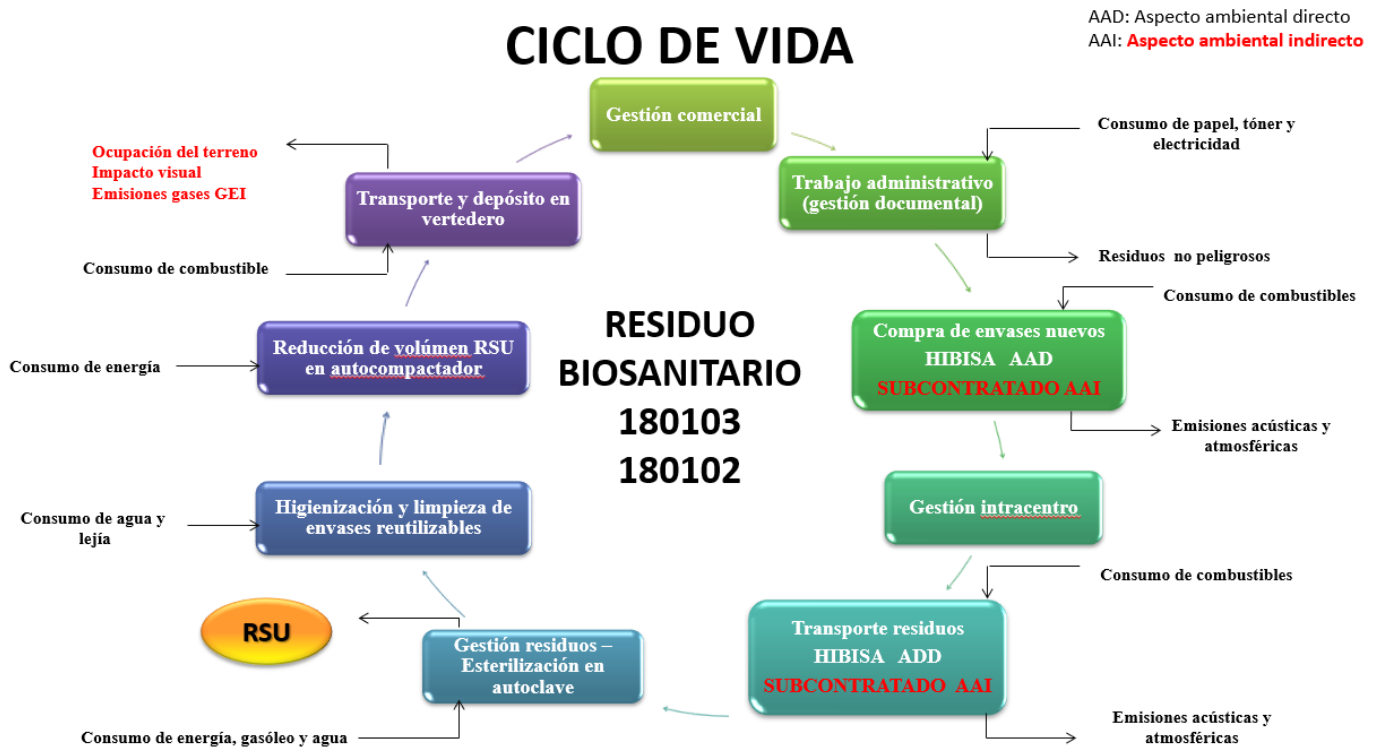 CICLO DE VIDA
AAD: Aspecto ambiental directo
AAI: Aspecto ambiental indirecto
Gestión comercial
Consumo de papel, tóner y
electricidad
Trabajo administrativo
(gestión documental)
Residuos no peligrosos
Consumo de combustibles
Compra de envases nuevos
HIBISA AAD
SUBCONTRATADO AAI
Emisiones acústicas y
atmosféricas
Gestión intracentro
Consumo de combustibles
Transporte residuos
HIBISA ADD
SUBCONTRATADO AAI
Emisiones acústicas y
atmosféricas
Gestión residuos –
Esterilización en
autoclave
RSU
Consumo de energía, gasóleo y agua
Higienización y limpieza de
envases reutilizables
Consumo de agua y
lejía
Reducción de volúmen RSU
en autocompactador
Consumo de energía
Transporte y depósito en
vertedero
Consumo de combustible
Ocupación del terreno
Impacto visual
Emisiones gases GEI
RESIDUO
BIOSANITARIO
180103
180102